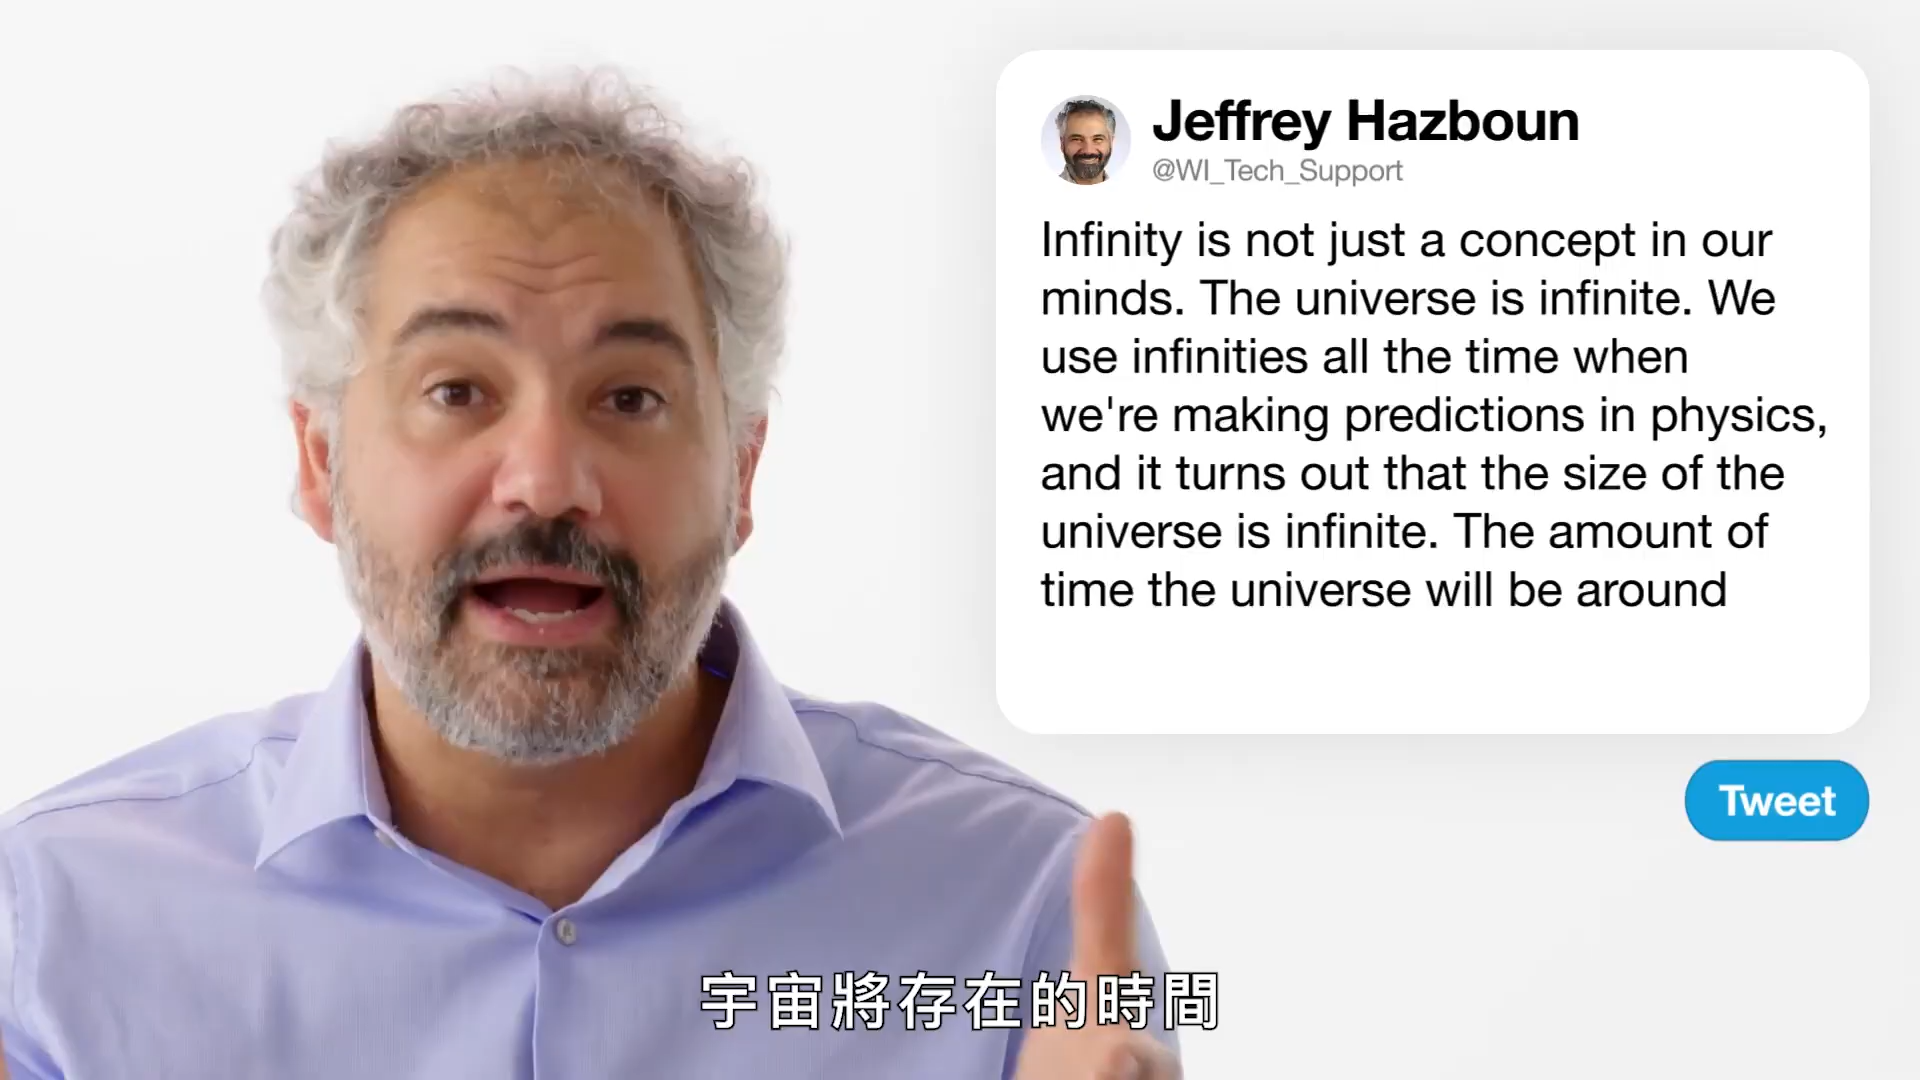 Jeffrey Hazboun
@WI_Tech_Support
Infinity is not just a concept in our
minds. The universe is infinite. We
use infinities all the time when
we're making predictions in physics,
and it turns out that the size of the
universe is infinite. The amount of
time the universe will be around
Tweet
宇宙將存在的時間